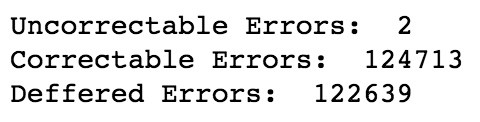 Uncorrectable Errors:  2
Correctable Errors:  124713
Deffered Errors:  122639